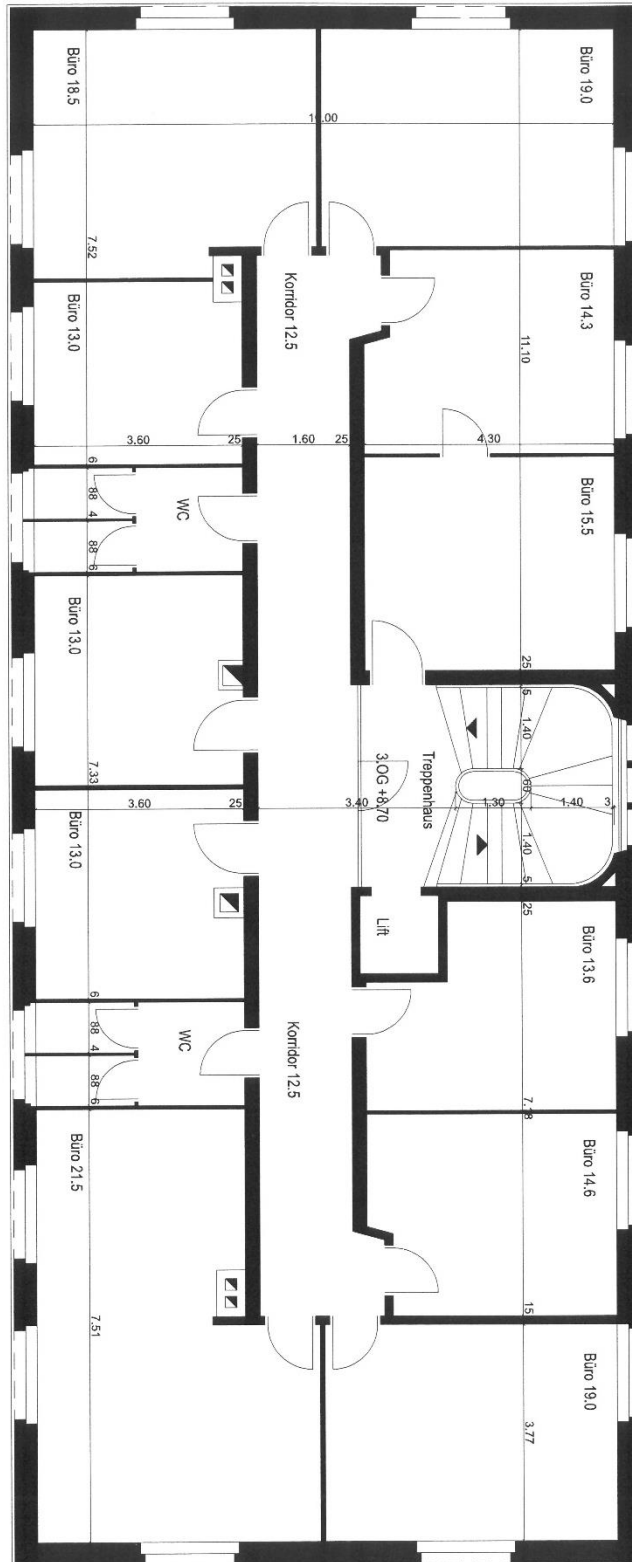 Büro 18.5
Büro 19.0
10.00
7.52
Korridor 12.5
Büro 13.0
Büro 14.3
11.10
3.60
25
1.60
25
4.30
6
88
4
88
6
WC
Büro 15.5
Büro 13.0
25
5
1.40
60
1.40
5
25
Treppenhaus
3.OG +8.70
7.33
3.60
25
3.40
1.30
1.40
3
Büro 13.0
Lift
Büro 13.6
6
88
4
88
6
WC
Korridor 12.5
7.18
Büro 21.5
Büro 14.6
15
7.51
Büro 19.0
3.77